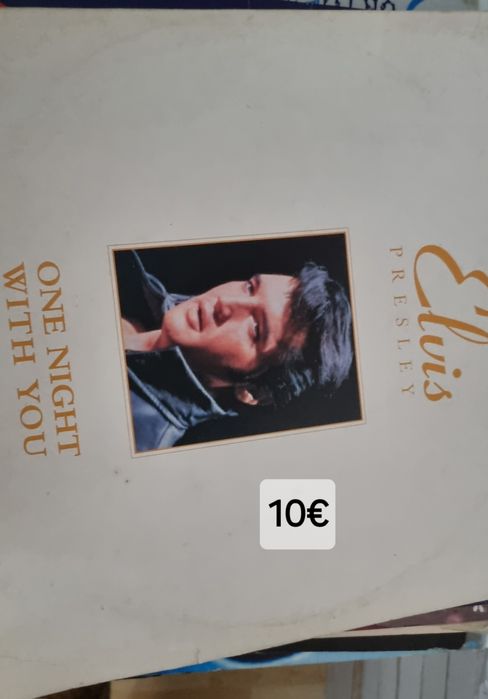 Elvis
PRESLEY
ONE NIGHT
WITH YOU
10€